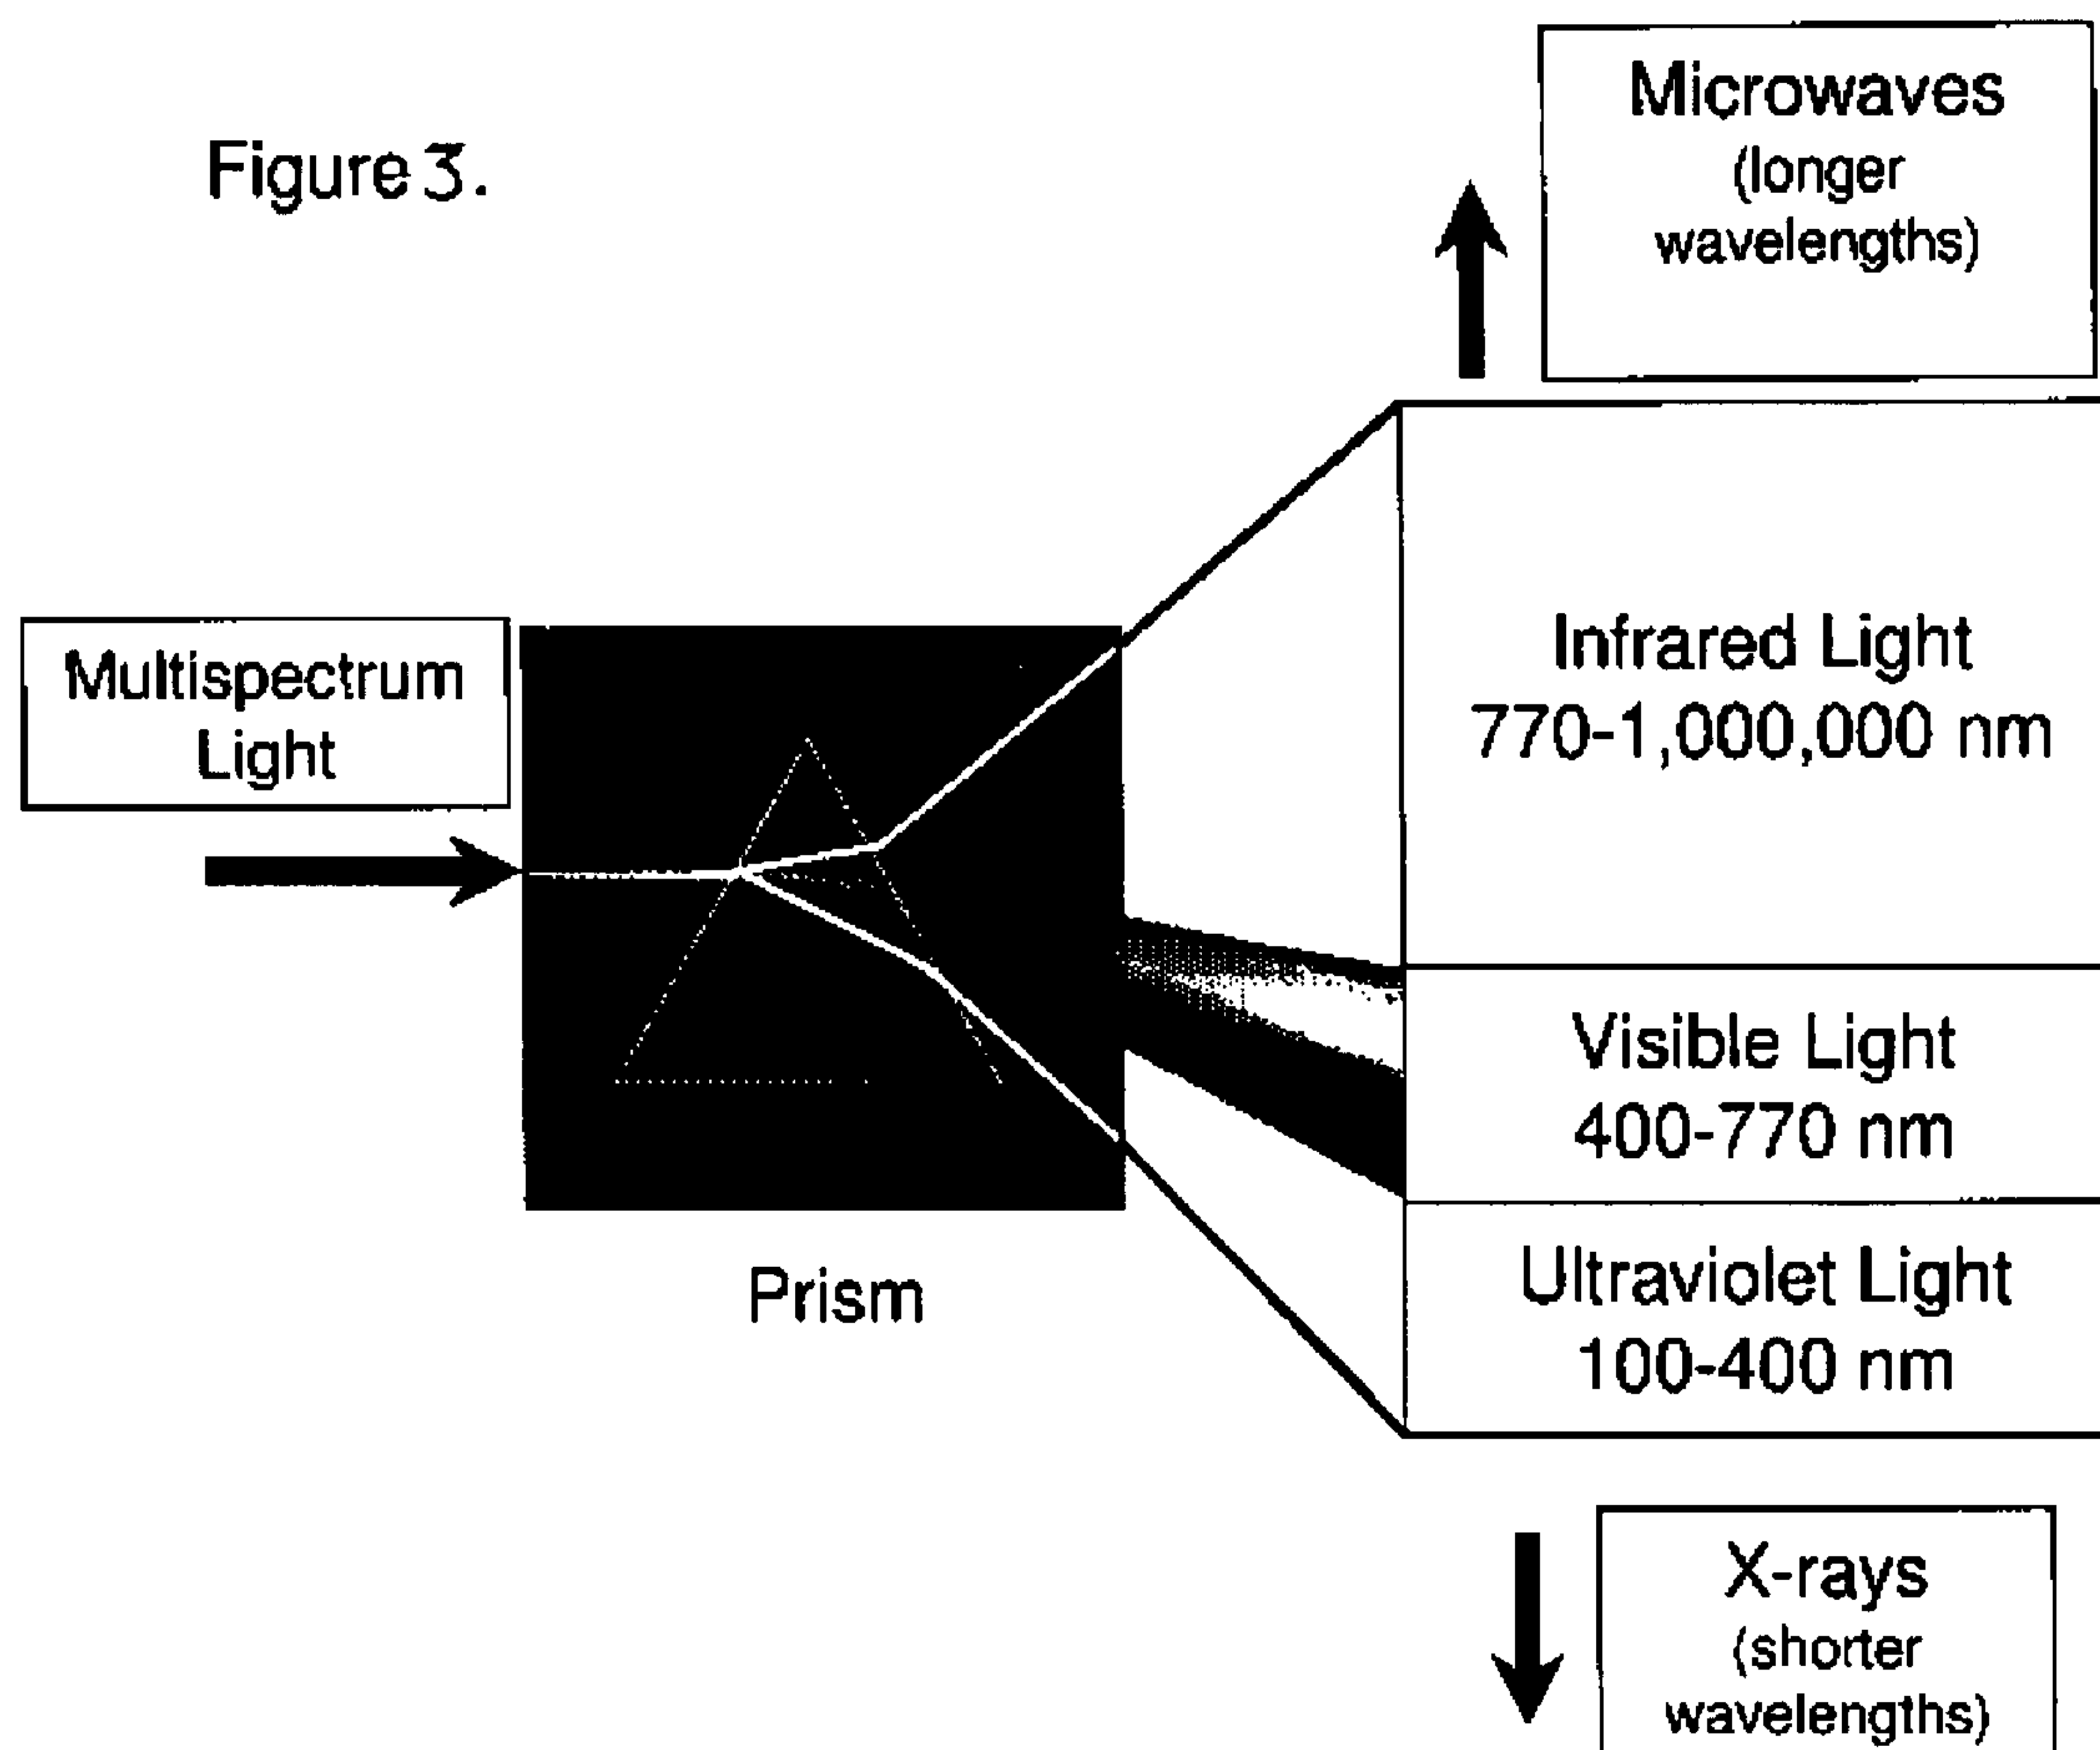 Figure 3.
Microwaves
(longer
wavelengths)
Multispectrum
Light
Infrared Light
770-1,000,000 nm
Visible Light
400-770 nm
Prism
Ultraviolet Light
100-400 nm
X-rays
(shorter
wavelengths)